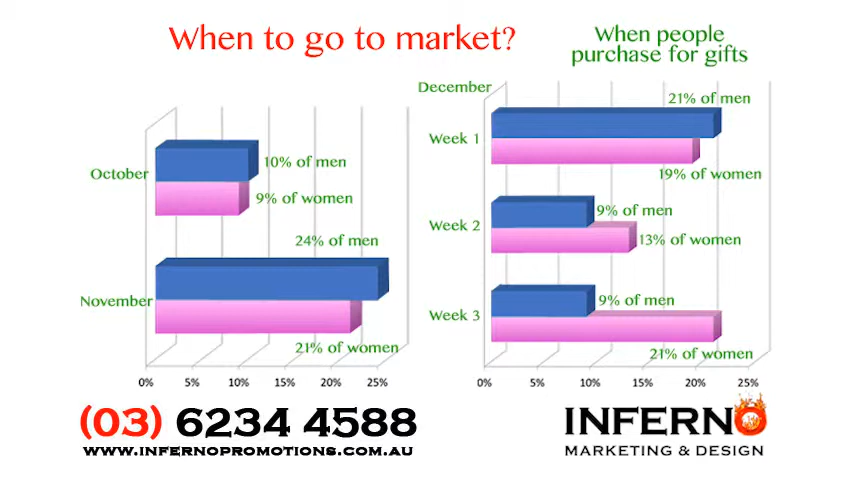 When to go to market?
When people
purchase for gifts
October
10% of men
9% of women
24% of men
November
21% of women
0% 5% 10% 15% 20% 25%
December
21% of men
Week 1
19% of women
Week 2
9% of men
13% of women
Week 3
9% of men
21% of women
0% 5% 10% 15% 20% 25%
(03) 6234 4588
WWW.INFERNOPROMOTIONS.COM.AU
INFERNO
MARKETING & DESIGN